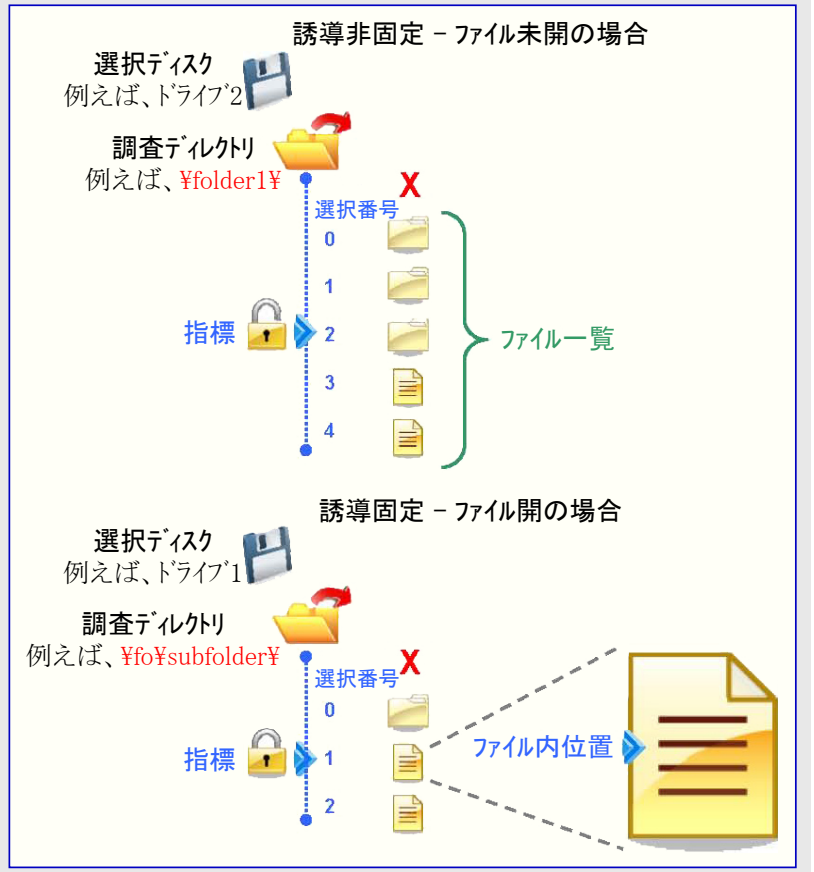 誘導非固定 − ファイル未開の場合
選択ディスク
例えば、ドライブ2
調査ディレクトリ
例えば、¥folder1¥
X
選択番号
0
1
指標
2
ファイル一覧
3
4
誘導固定 − ファイル開の場合
選択ディスク
例えば、ドライブ1
調査ディレクトリ
例えば、¥fo¥subfolder¥
X
選択番号
0
指標
1
ファイル内位置
2